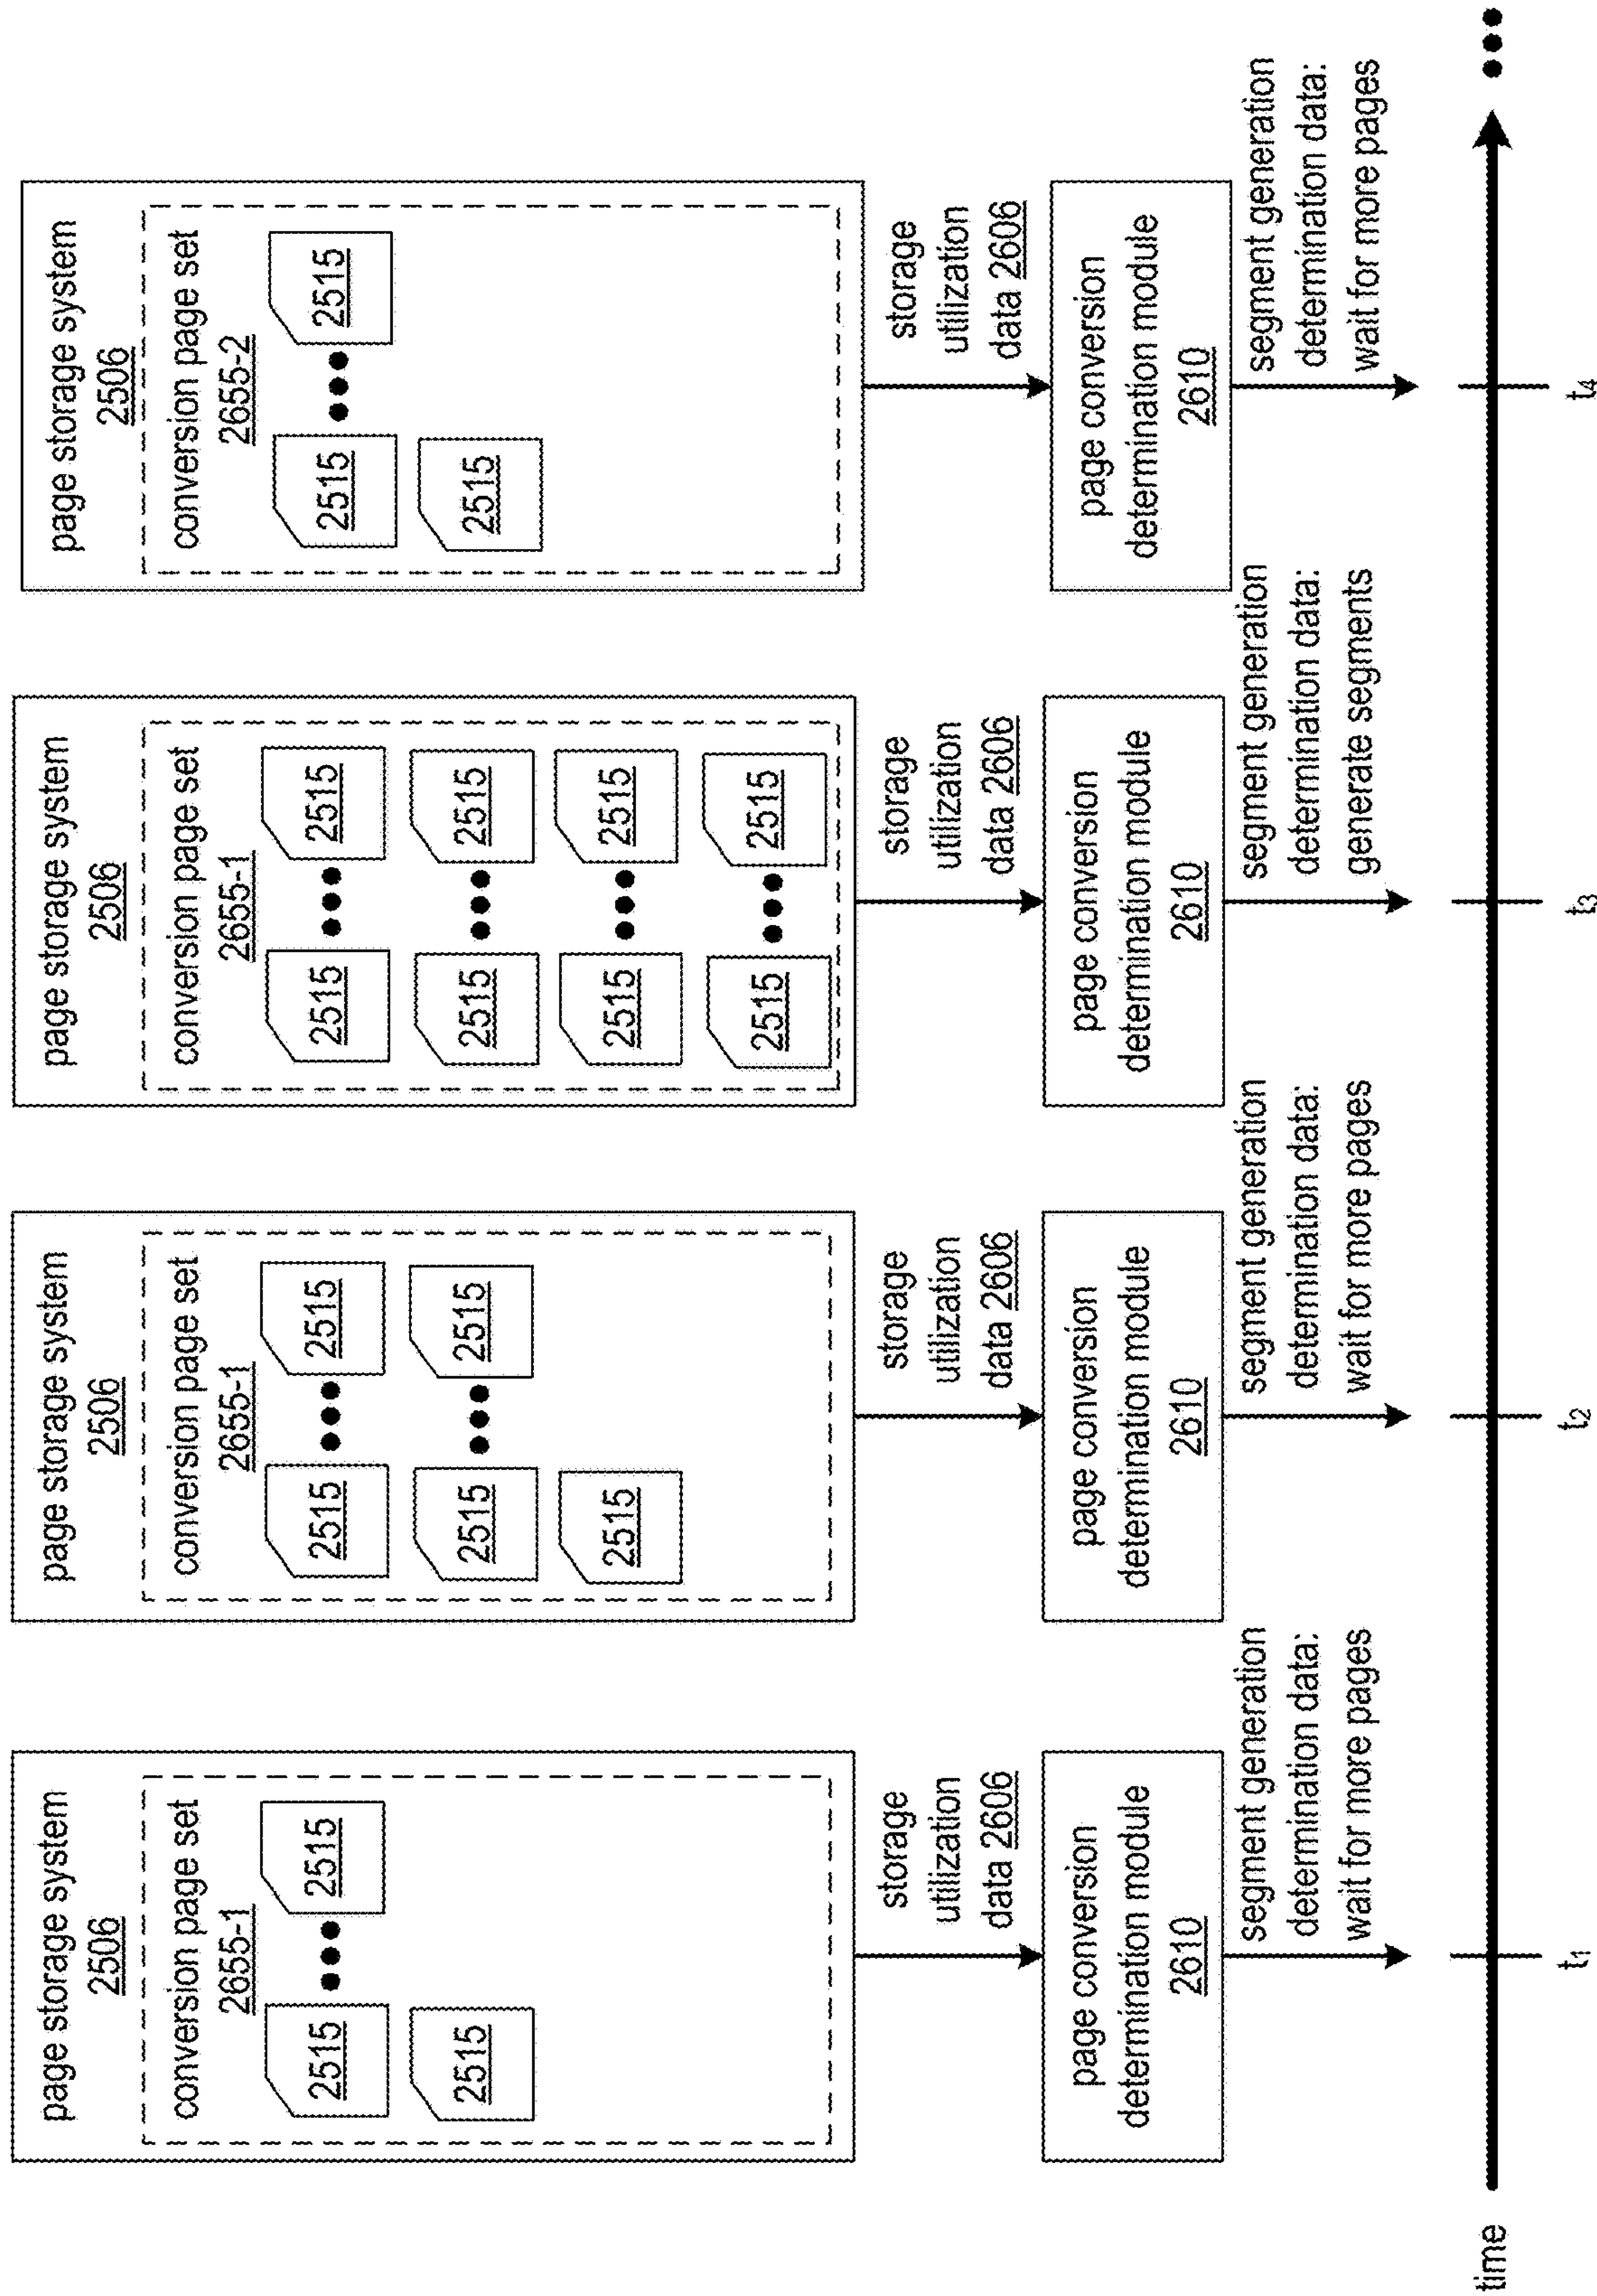 page storage system
2506
conversion page set
2655-1
2515
2515
2515
storage
utilization
data 2606
page conversion
determination module
2610
segment generation
determination data:
wait for more pages
page storage system
2506
conversion page set
2655-1
2515
2515
2515
2515
2515
storage
utilization
data 2606
page conversion
determination module
2610
segment generation
determination data:
wait for more pages
page storage system
2506
conversion page set
2655-1
2515
2515
2515
2515
2515
2515
2515
2515
storage
utilization
data 2606
page conversion
determination module
2610
segment generation
determination data:
generate segments
page storage system
2506
conversion page set
2655-2
2515
2515
2515
storage
utilization
data 2606
page conversion
determination module
2610
segment generation
determination data:
wait for more pages
time
t1
t2
t3
t4